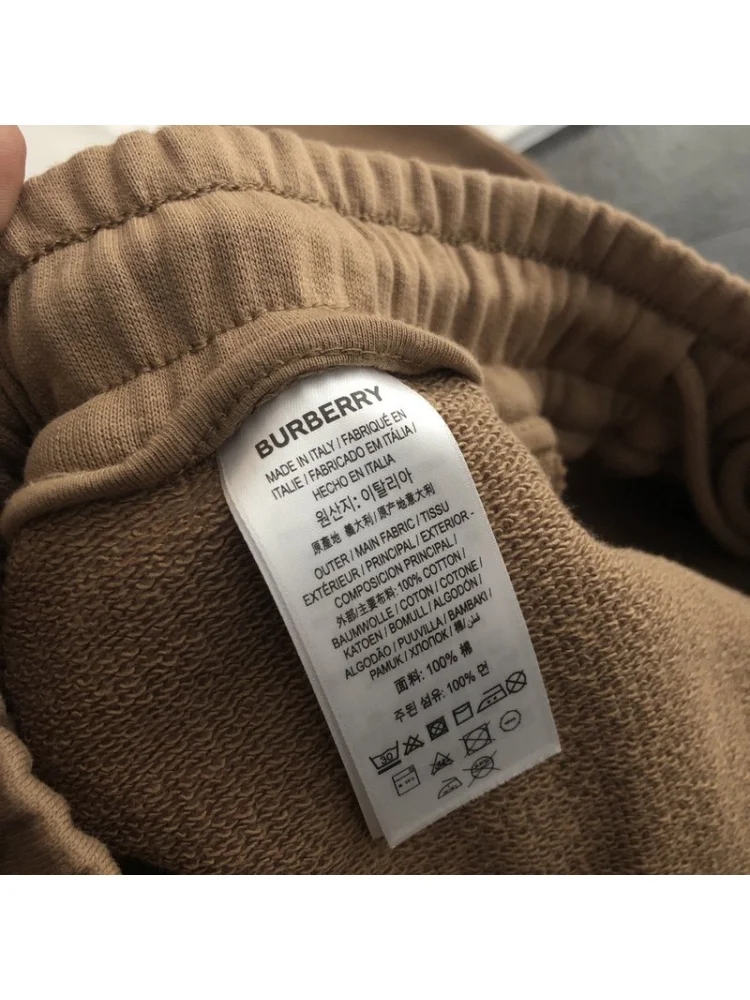 BURBERRY
MADE IN ITALY / FABRIQUÉ EN
ITALIE / FABRICADO EM ITÁLIA /
HECHO EN ITALIA
원산지: 이탈리아
原產地 義大利 / 原产地意大利
OUTER / MAIN FABRIC / TISSU
EXTÉRIEUR / PRINCIPAL / EXTERIOR -
COMPOSICION PRINCIPAL /
外部/主要布料: 100% COTTON /
BAUMWOLLE / COTON / COTONE /
KATOEN / BOMULL / ALGODÓN /
ALGODÃO / PUUVILLA / BAMBAKI /
PAMUK / ХЛОПОК / 棉 /
面料: 100% 棉
주된 섬유: 100% 면
30